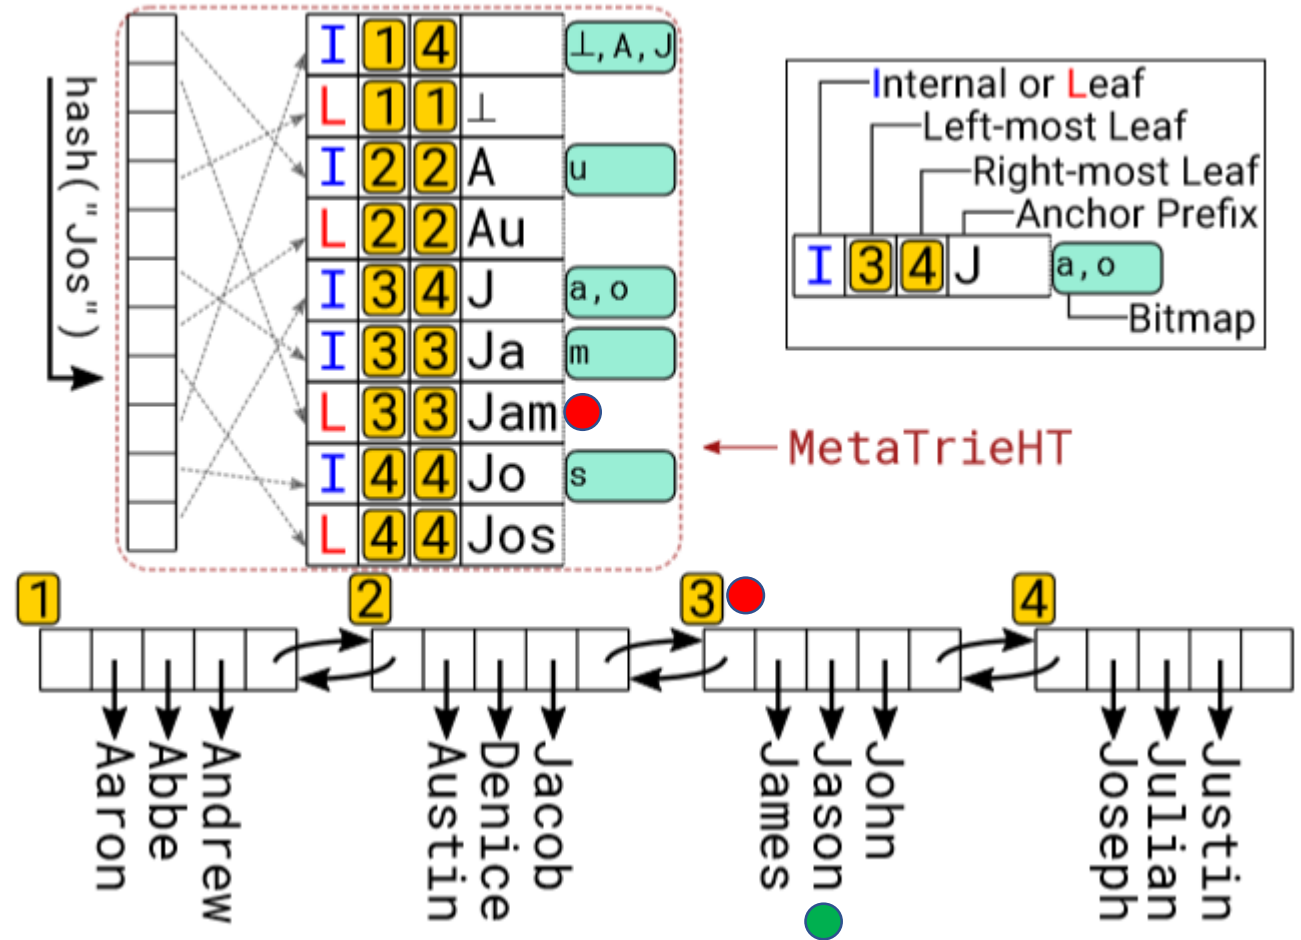 hash("Jos")
I 1 4 ⊥,A,J
L 1 1 ⊥
I 2 2 A u
L 2 2 Au
I 3 4 J a,o
I 3 3 Ja m
L 3 3 Jam
I 4 4 Jo s
L 4 4 Jos
Internal or Leaf
Left-most Leaf
Right-most Leaf
Anchor Prefix
I 3 4 J a,o
Bitmap
MetaTrieHT
1
2
3
4
Aaron
Abbe
Andrew
Austin
Denice
Jacob
James
Jason
John
Joseph
Julian
Justin